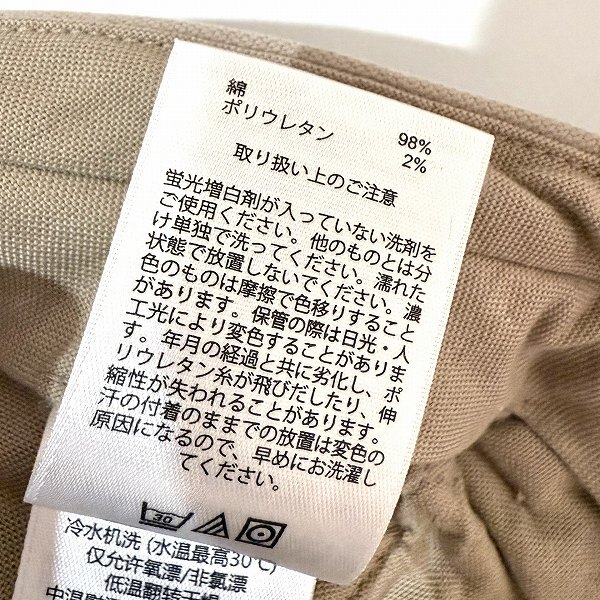 綿 98%
ポリウレタン 2%
取り扱い上のご注意
蛍光増白剤が入っていない洗剤を
ご使用ください。他のものとは分
け単独で洗ってください。濡れた
状態で放置しないでください。濃
色のものは摩擦で色移りすること
があります。保管の際は日光・人
工光により変色することがありま
す。年月の経過と共に劣化し、ポ
リウレタン糸が飛びだしたり、伸
縮性が失われることがあります。
汗の付着のままでの放置は変色の
原因になるので、早めにお洗濯し
てください。
30
冷水机洗 (水温最高30℃)
仅允许氧漂/非氯漂
低温翻转干燥